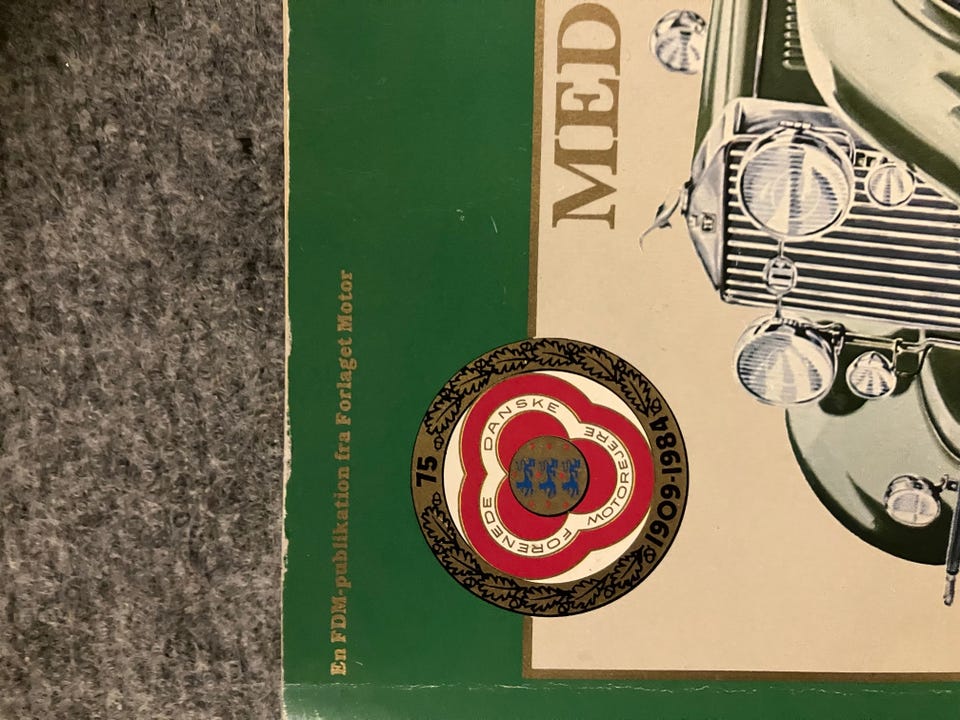 En FDM-publikation fra Forlaget Motor
MED
75
FORENEDE DANSKE MOTOREJERE
1909-1984